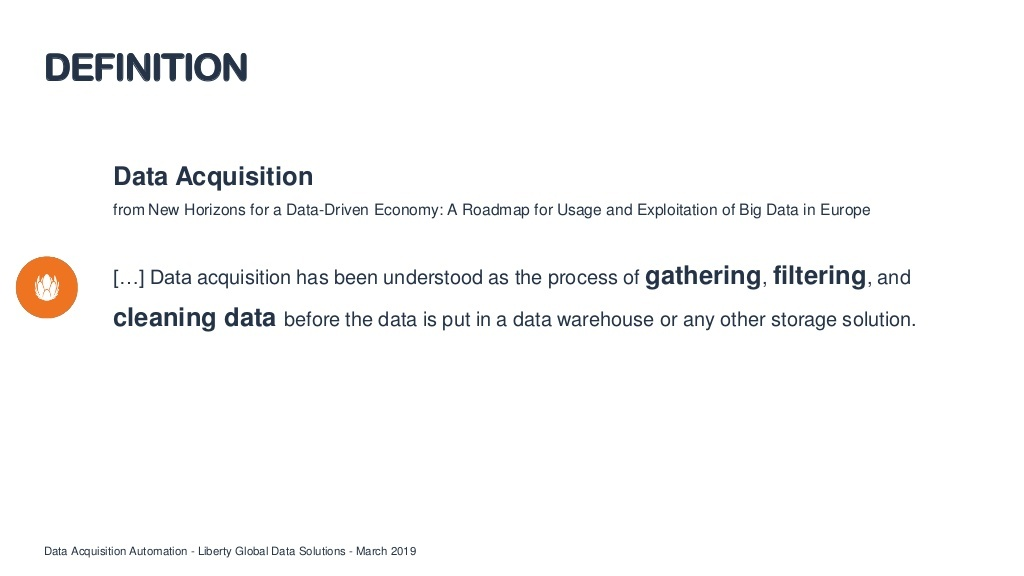 DEFINITION
Data Acquisition
from New Horizons for a Data-Driven Economy: A Roadmap for Usage and Exploitation of Big Data in Europe
[…] Data acquisition has been understood as the process of gathering, filtering, and
cleaning data before the data is put in a data warehouse or any other storage solution.
Data Acquisition Automation - Liberty Global Data Solutions - March 2019